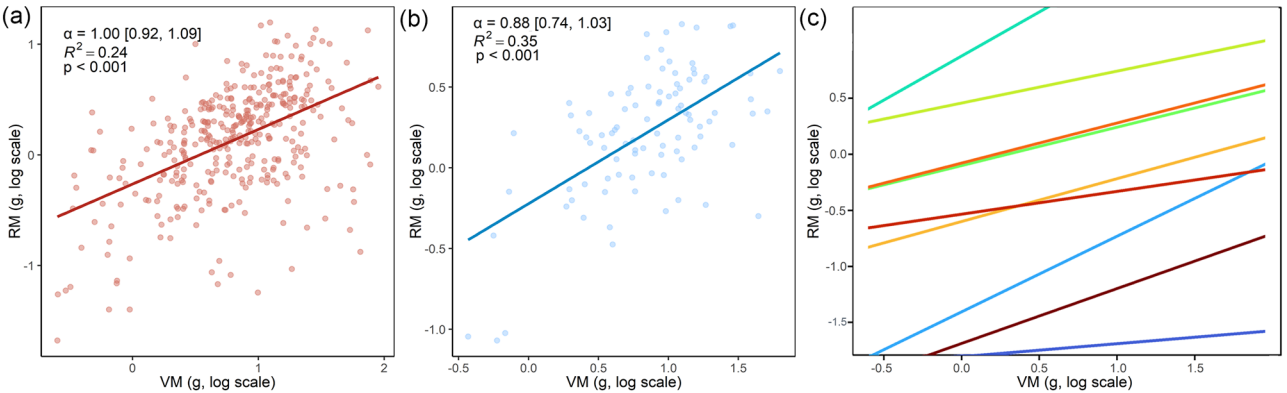 (a)
α = 1.00 [0.92, 1.09]
R² = 0.24
p < 0.001
RM (g, log scale)
1
0
-1
0
1
2
VM (g, log scale)
(b)
α = 0.88 [0.74, 1.03]
R² = 0.35
p < 0.001
RM (g, log scale)
0.5
0.0
-0.5
-1.0
-0.5
0.0
0.5
1.0
1.5
VM (g, log scale)
(c)
RM (g, log scale)
0.5
0.0
-0.5
-1.0
-1.5
-0.5
0.0
0.5
1.0
1.5
VM (g, log scale)